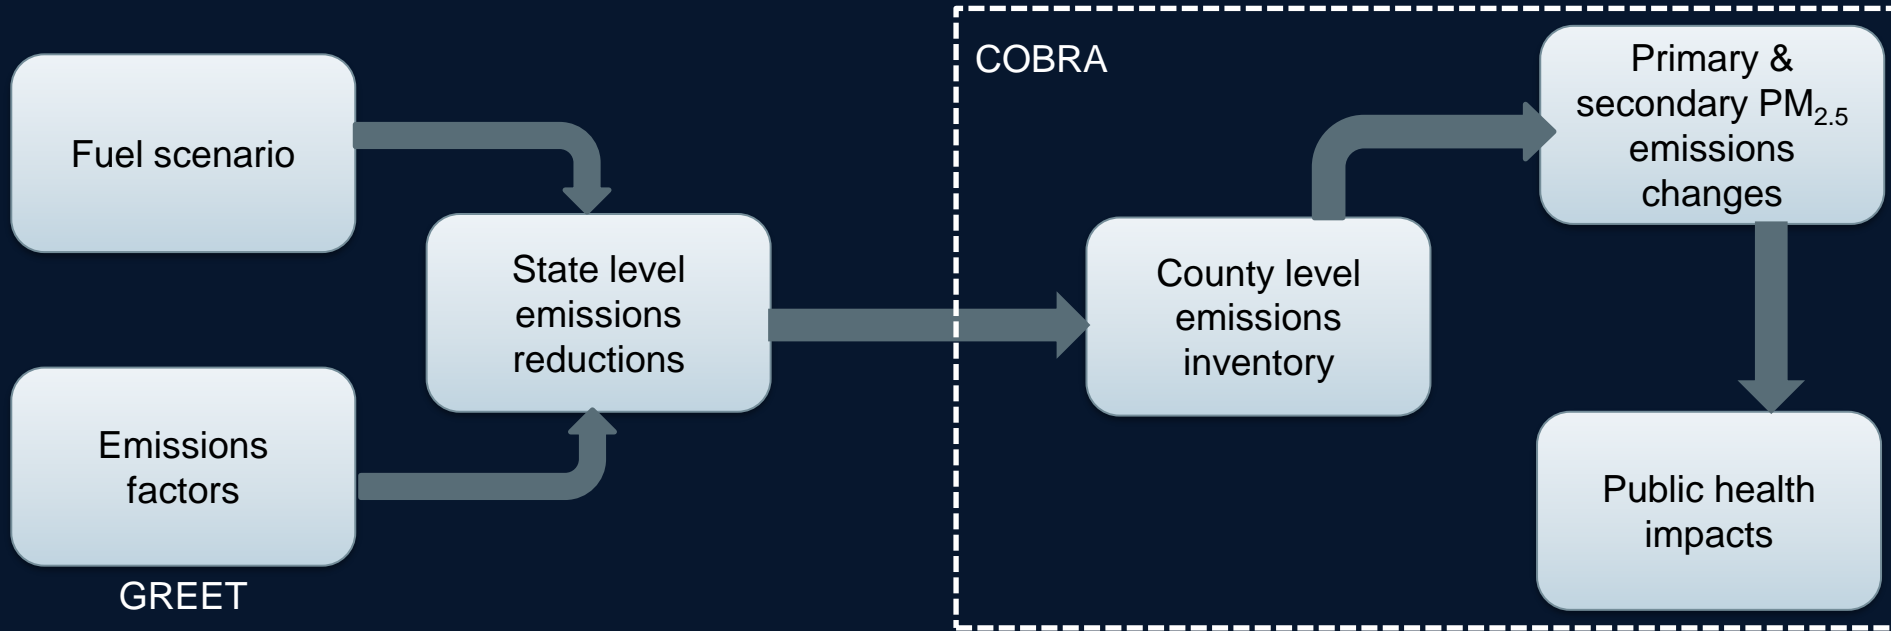 Fuel scenario
Emissions
factors
GREET
State level
emissions
reductions
COBRA
County level
emissions
inventory
Primary &
secondary PM₂.₅
emissions
changes
Public health
impacts